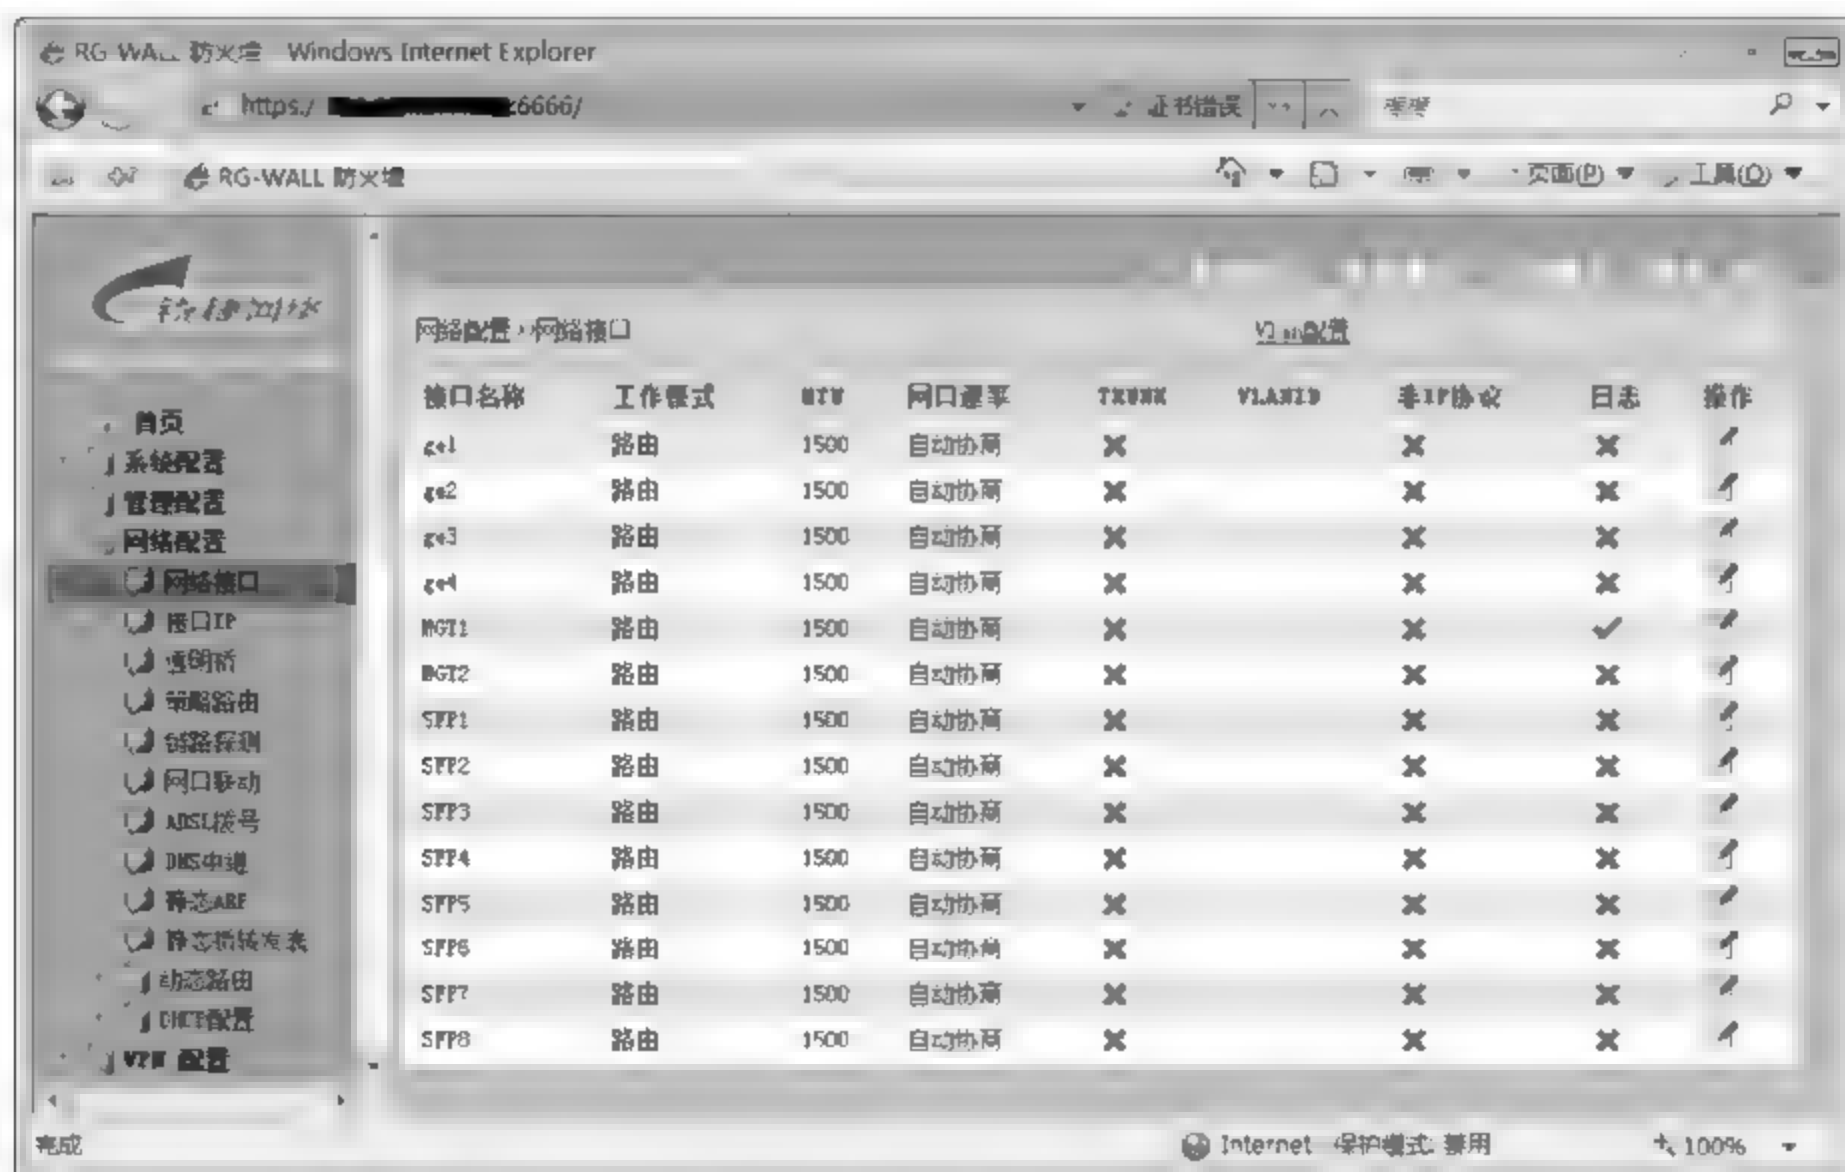 RG-WALL 防火墙 Windows Internet Explorer
https:/ :6666/ 证书错误
RG-WALL 防火墙 页面(P) 工具(O)
锐捷网络
网络配置 网络接口 Vlan配置
首页
系统配置
管理配置
网络配置
网络接口
接口IP
透明桥
策略路由
链路探测
网口联动
ADSL拨号
DNS中继
静态ARP
静态桥转发表
动态路由
DHCP配置
VPN 配置
接口名称 工作模式 MTU 网口速率 TRUNK VLANID 非IP协议 日志 操作
ge1 路由 1500 自动协商 ✖ ✖ ✖
ge2 路由 1500 自动协商 ✖ ✖ ✖
ge3 路由 1500 自动协商 ✖ ✖ ✖
ge4 路由 1500 自动协商 ✖ ✖ ✖
MGT1 路由 1500 自动协商 ✖ ✖ ✔
MGT2 路由 1500 自动协商 ✖ ✖ ✖
SFP1 路由 1500 自动协商 ✖ ✖ ✖
SFP2 路由 1500 自动协商 ✖ ✖ ✖
SFP3 路由 1500 自动协商 ✖ ✖ ✖
SFP4 路由 1500 自动协商 ✖ ✖ ✖
SFP5 路由 1500 自动协商 ✖ ✖ ✖
SFP6 路由 1500 自动协商 ✖ ✖ ✖
SFP7 路由 1500 自动协商 ✖ ✖ ✖
SFP8 路由 1500 自动协商 ✖ ✖ ✖
完成 Internet 保护模式: 禁用 100%